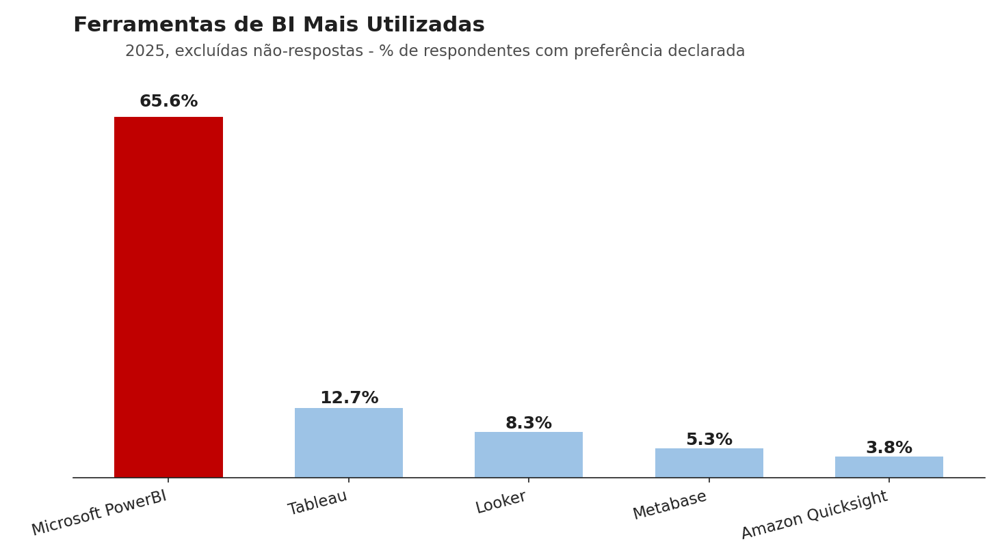 Ferramentas de BI Mais Utilizadas
2025, excluídas não-respostas - % de respondentes com preferência declarada
65.6%
12.7%
8.3%
5.3%
3.8%
Microsoft PowerBI
Tableau
Looker
Metabase
Amazon Quicksight